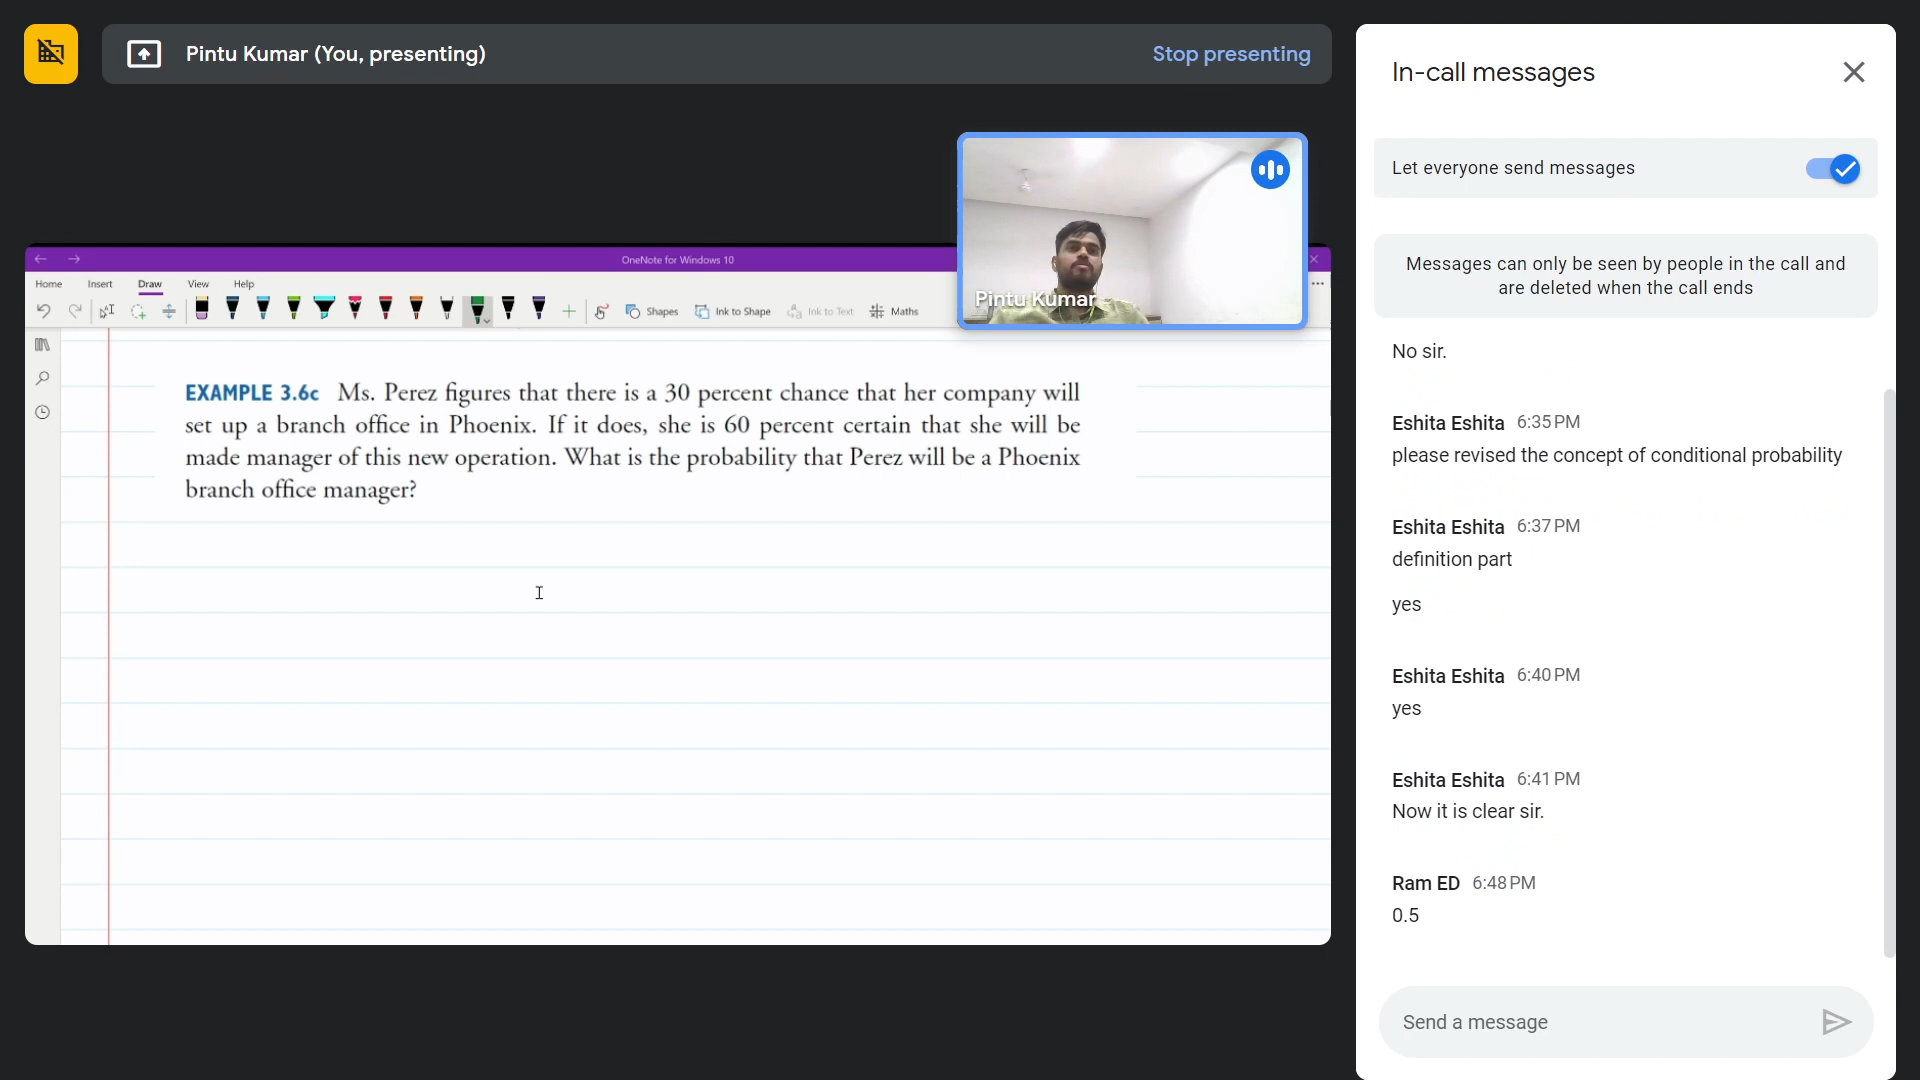 Pintu Kumar (You, presenting)
Stop presenting
OneNote for Windows 10
Home Insert Draw View Help
Shapes Ink to Shape Ink to Text Maths
Pintu Kumar
EXAMPLE 3.6c Ms. Perez figures that there is a 30 percent chance that her company will
set up a branch office in Phoenix. If it does, she is 60 percent certain that she will be
made manager of this new operation. What is the probability that Perez will be a Phoenix
branch office manager?
In-call messages
Let everyone send messages
Messages can only be seen by people in the call and
are deleted when the call ends
No sir.
Eshita Eshita 6:35 PM
please revised the concept of conditional probability
Eshita Eshita 6:37 PM
definition part
yes
Eshita Eshita 6:40 PM
yes
Eshita Eshita 6:41 PM
Now it is clear sir.
Ram ED 6:48 PM
0.5
Send a message